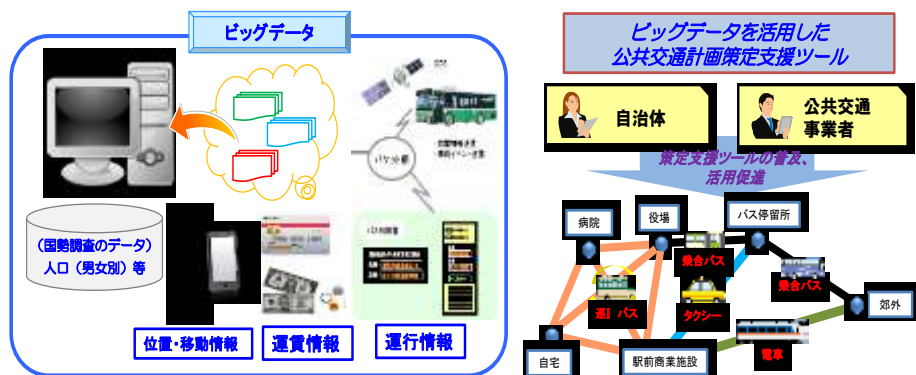 ビッグデータ
(国勢調査のデータ)
人口(男女別)等
パケット網
位置・移動情報
運賃情報
運行情報
ビッグデータを活用した
公共交通計画策定支援ツール
自治体
公共交通
事業者
策定支援ツールの普及、
活用促進
病院
役場
バス停留所
乗合バス
乗合バス
巡回バス
タクシー
郊外
電車
自宅
駅前商業施設